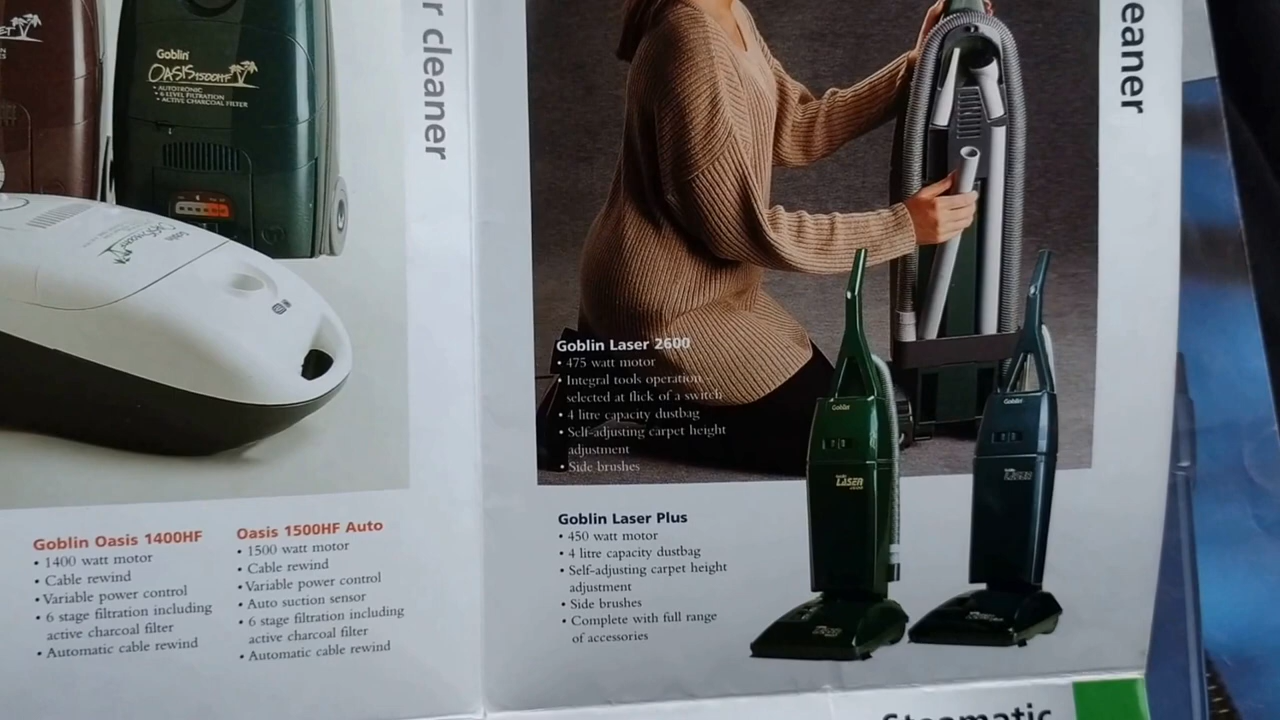 r cleaner
eaner
Goblin
OASIS1500HF
• AUTOTRONIC
• 6 LEVEL FILTRATION
• ACTIVE CHARCOAL FILTER
Goblin Oasis 1400HF
• 1400 watt motor
• Cable rewind
• Variable power control
• 6 stage filtration including
active charcoal filter
• Automatic cable rewind
Oasis 1500HF Auto
• 1500 watt motor
• Cable rewind
• Variable power control
• Auto suction sensor
• 6 stage filtration including
active charcoal filter
• Automatic cable rewind
Goblin Laser 2600
• 475 watt motor
• Integral tools operation –
selected at flick of a switch
• 4 litre capacity dustbag
• Self-adjusting carpet height
adjustment
• Side brushes
Goblin Laser Plus
• 450 watt motor
• 4 litre capacity dustbag
• Self-adjusting carpet height
adjustment
• Side brushes
• Complete with full range
of accessories
Goblin
LASER
Goblin
Steamatic